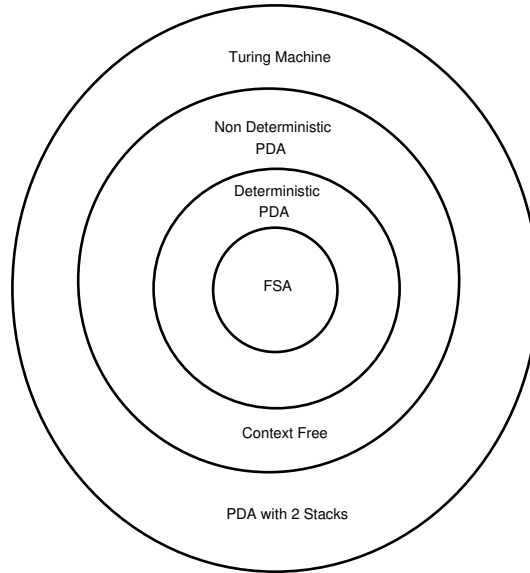 Turing Machine
Non Deterministic
PDA
Deterministic
PDA
FSA
Context Free
PDA with 2 Stacks